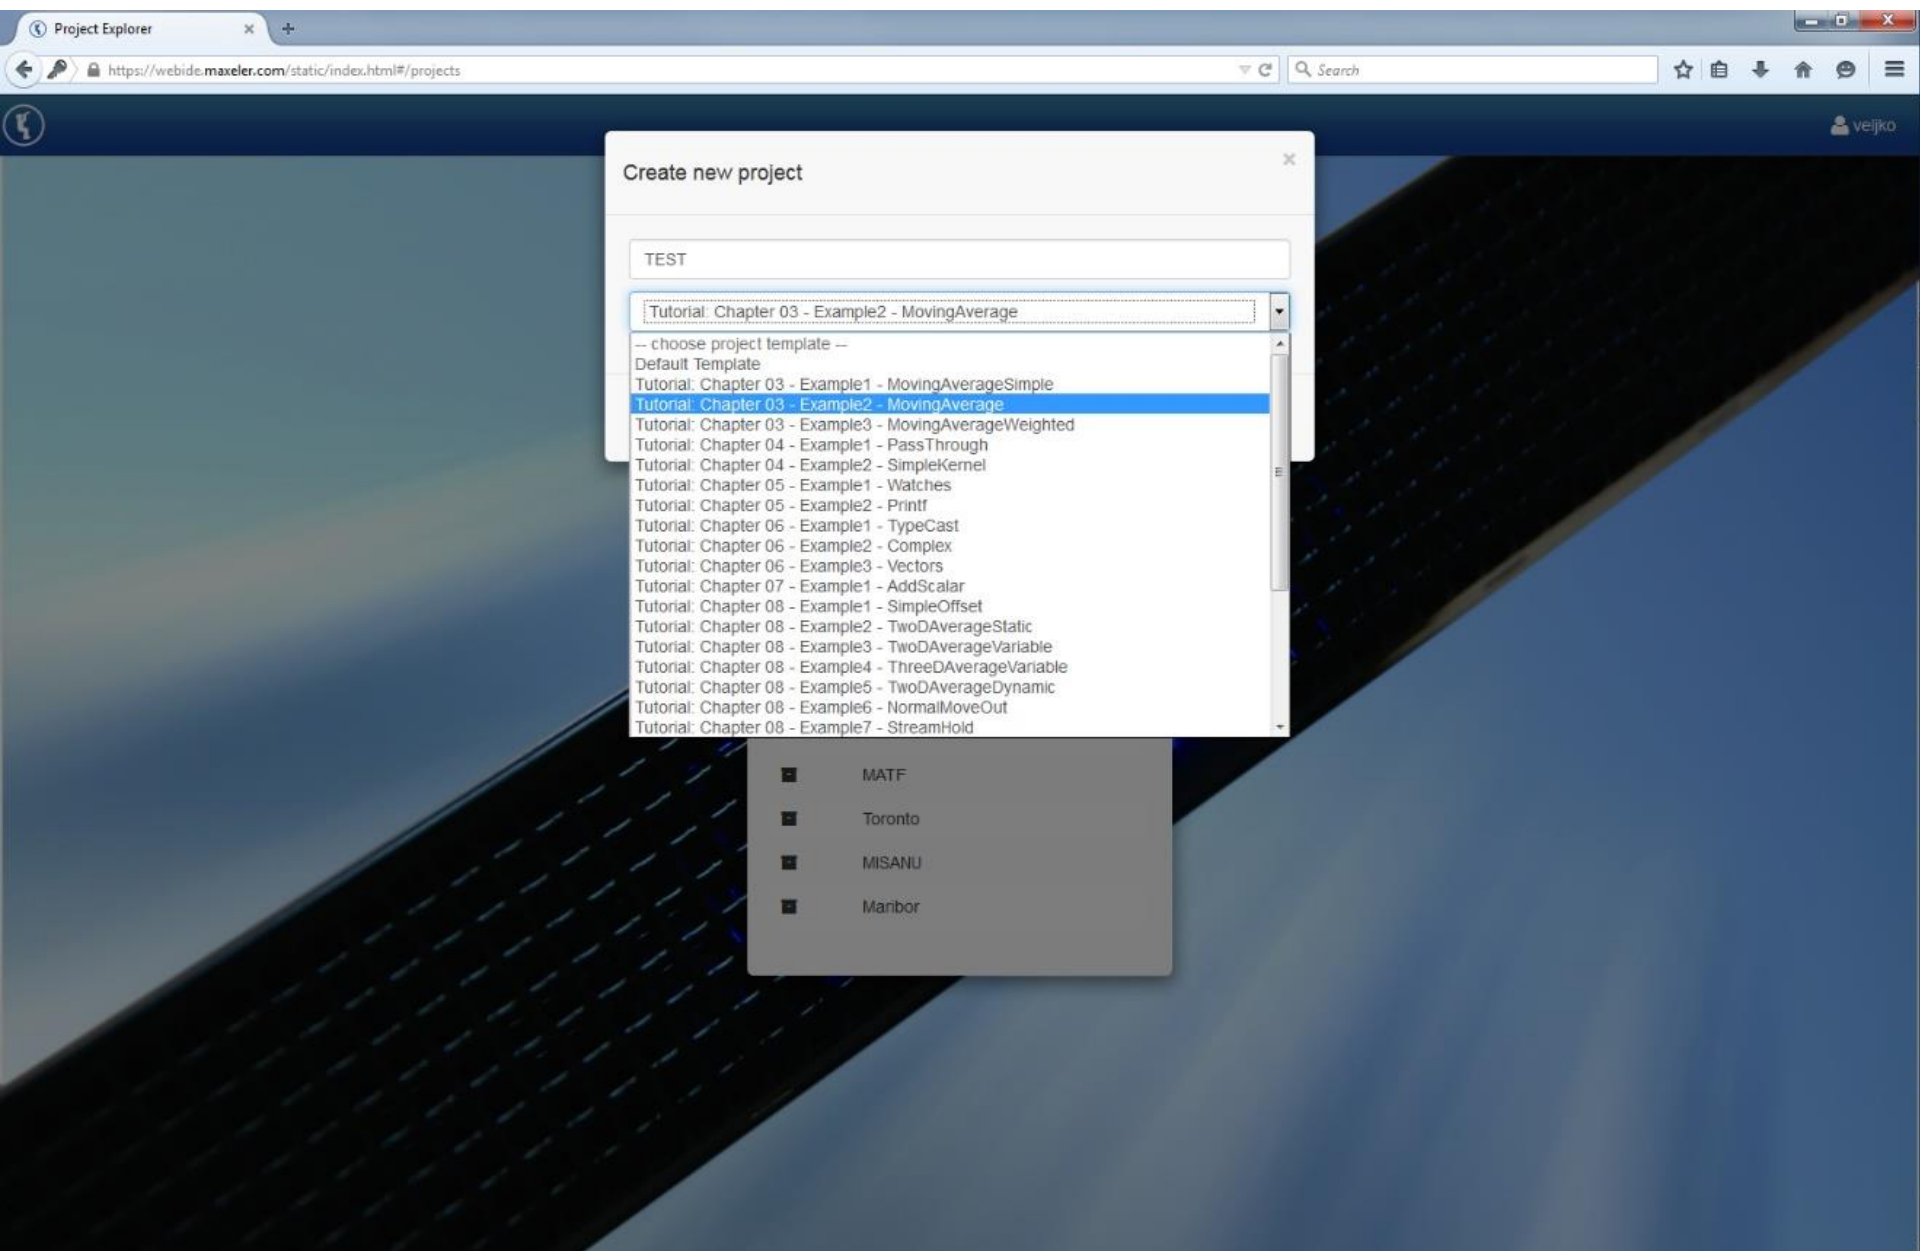 Project Explorer
https://webide.maxeler.com/static/index.html#/projects
Search
veljko
Create new project
TEST
Tutorial: Chapter 03 - Example2 - MovingAverage
-- choose project template --
Default Template
Tutorial: Chapter 03 - Example1 - MovingAverageSimple
Tutorial: Chapter 03 - Example2 - MovingAverage
Tutorial: Chapter 03 - Example3 - MovingAverageWeighted
Tutorial: Chapter 04 - Example1 - PassThrough
Tutorial: Chapter 04 - Example2 - SimpleKernel
Tutorial: Chapter 05 - Example1 - Watches
Tutorial: Chapter 05 - Example2 - Printf
Tutorial: Chapter 06 - Example1 - TypeCast
Tutorial: Chapter 06 - Example2 - Complex
Tutorial: Chapter 06 - Example3 - Vectors
Tutorial: Chapter 07 - Example1 - AddScalar
Tutorial: Chapter 08 - Example1 - SimpleOffset
Tutorial: Chapter 08 - Example2 - TwoDAverageStatic
Tutorial: Chapter 08 - Example3 - TwoDAverageVariable
Tutorial: Chapter 08 - Example4 - ThreeDAverageVariable
Tutorial: Chapter 08 - Example5 - TwoDAverageDynamic
Tutorial: Chapter 08 - Example6 - NormalMoveOut
Tutorial: Chapter 08 - Example7 - StreamHold
MATF
Toronto
MISANU
Maribor